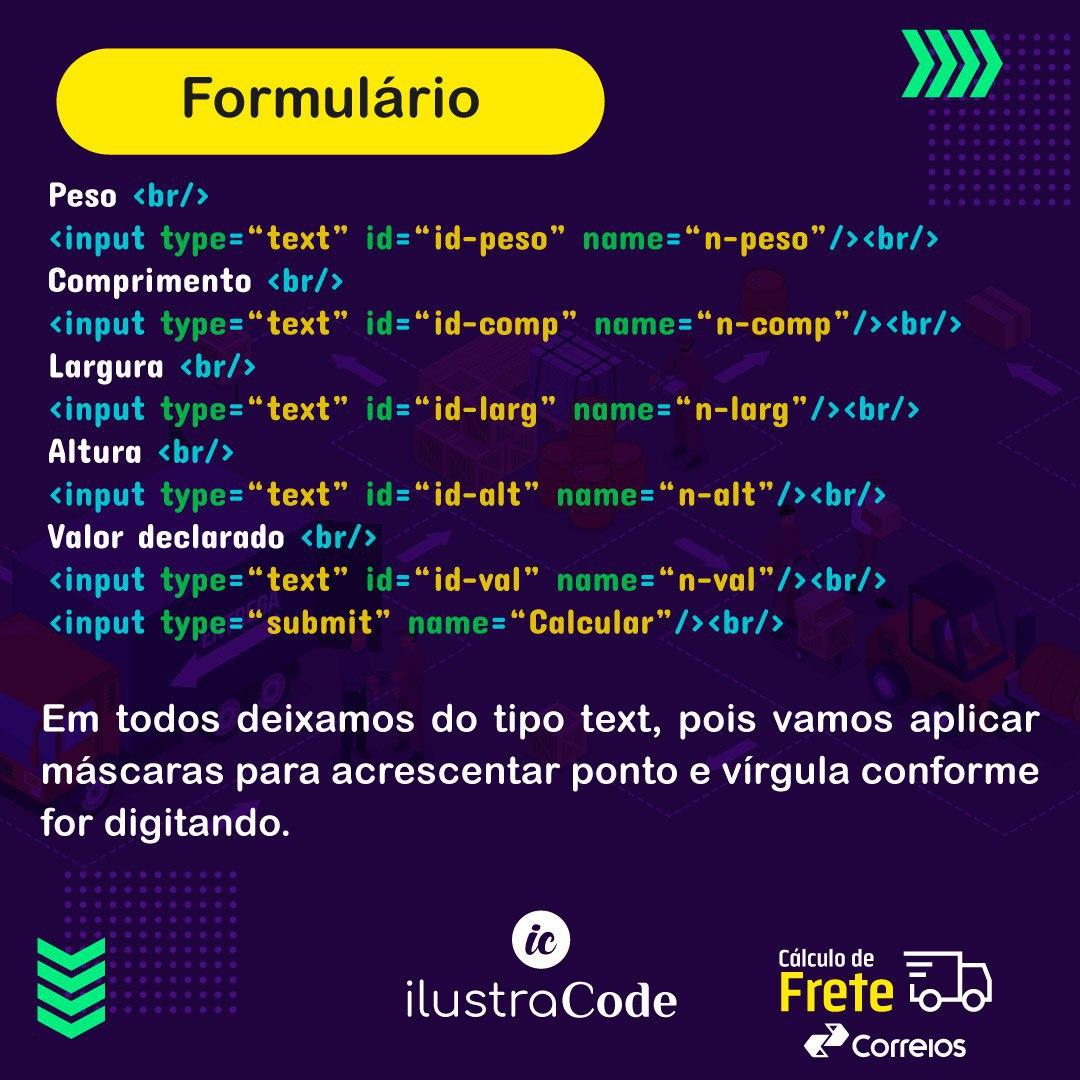 Formulário
Peso <br/>
<input type=“text” id=“id-peso” name=“n-peso”/><br/>
Comprimento <br/>
<input type=“text” id=“id-comp” name=“n-comp”/><br/>
Largura <br/>
<input type=“text” id=“id-larg” name=“n-larg”/><br/>
Altura <br/>
<input type=“text” id=“id-alt” name=“n-alt”/><br/>
Valor declarado <br/>
<input type=“text” id=“id-val” name=“n-val”/><br/>
<input type=“submit” name=“Calcular”/><br/>
Em todos deixamos do tipo text, pois vamos aplicar
máscaras para acrescentar ponto e vírgula conforme
for digitando.
ic
ilustraCode
Cálculo de
Frete
Correios